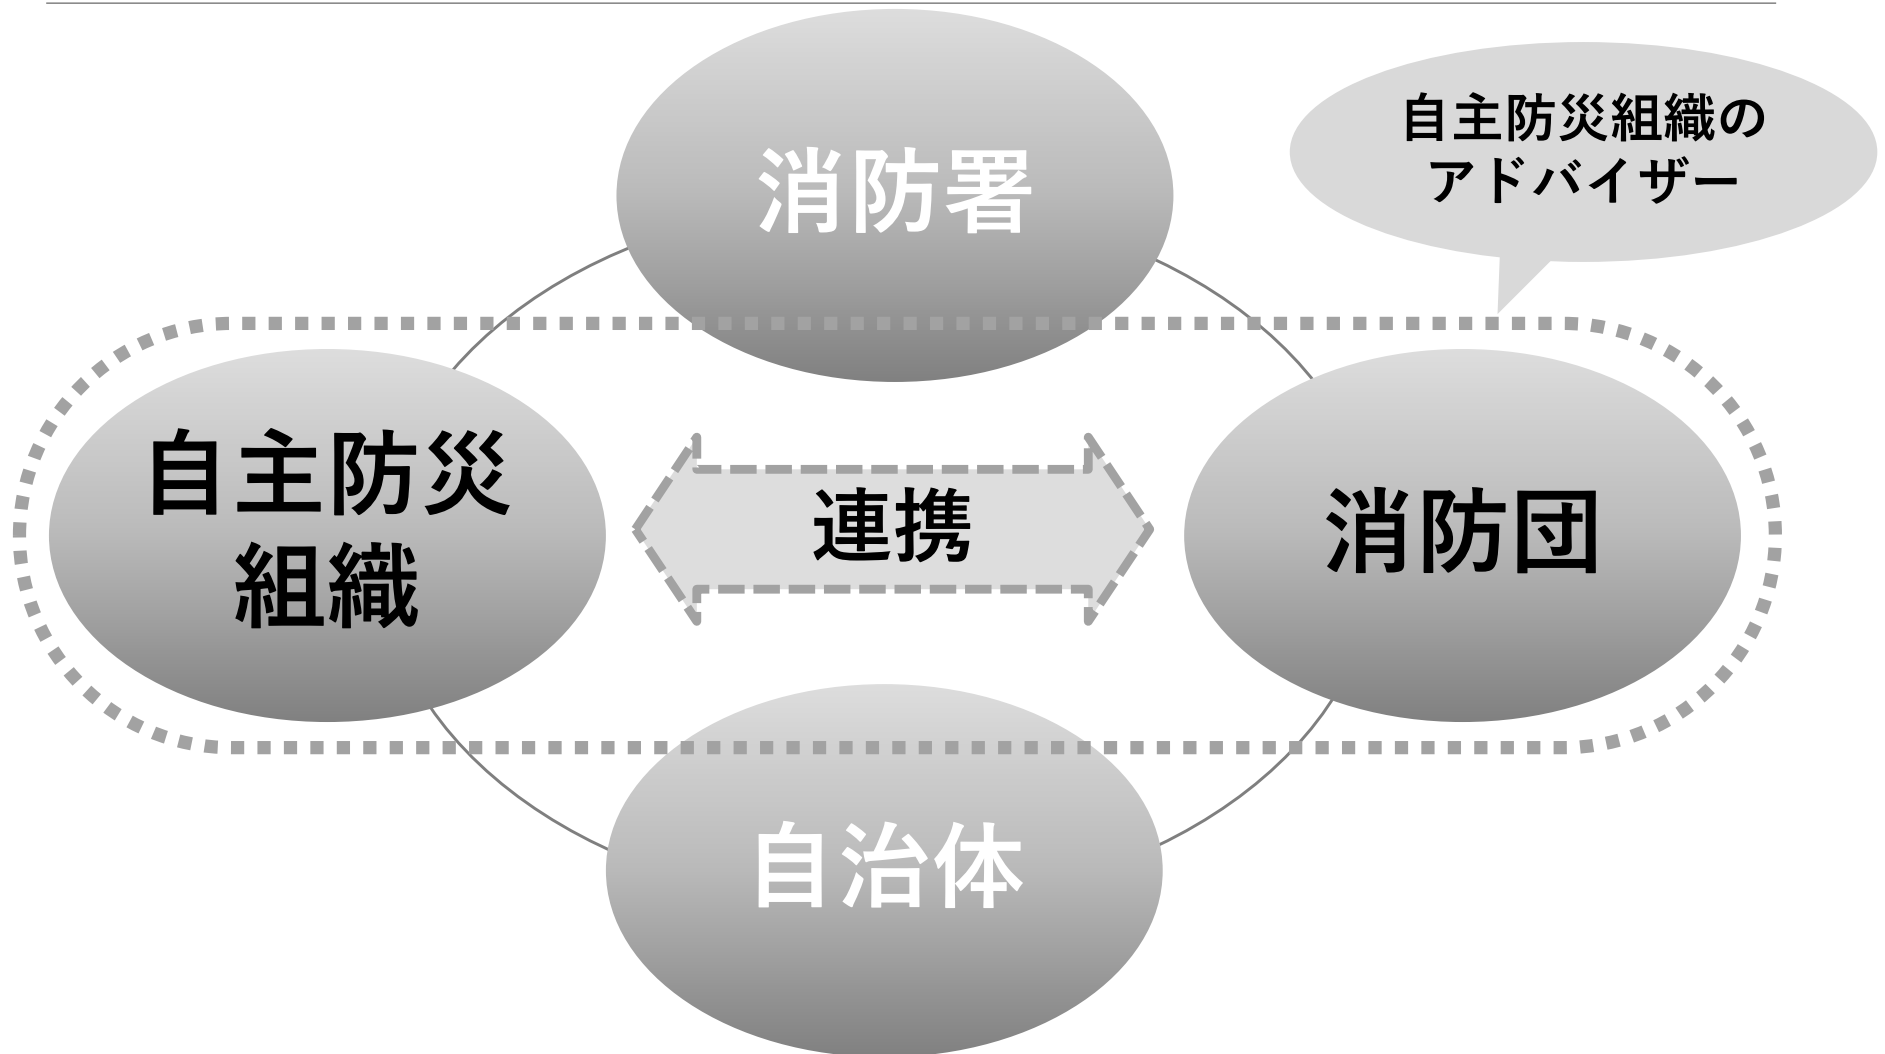 消防署
自主防災組織の
アドバイザー
自主防災
組織
連携
消防団
自治体